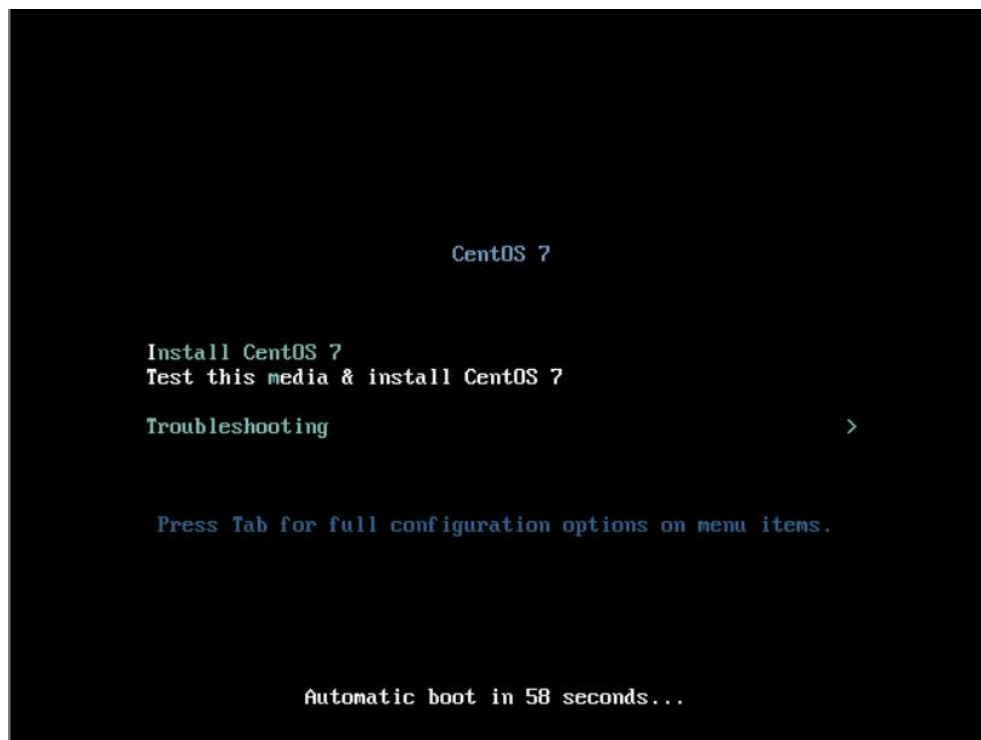 CentOS 7
Install CentOS 7
Test this media & install CentOS 7
Troubleshooting >
Press Tab for full configuration options on menu items.
Automatic boot in 58 seconds...